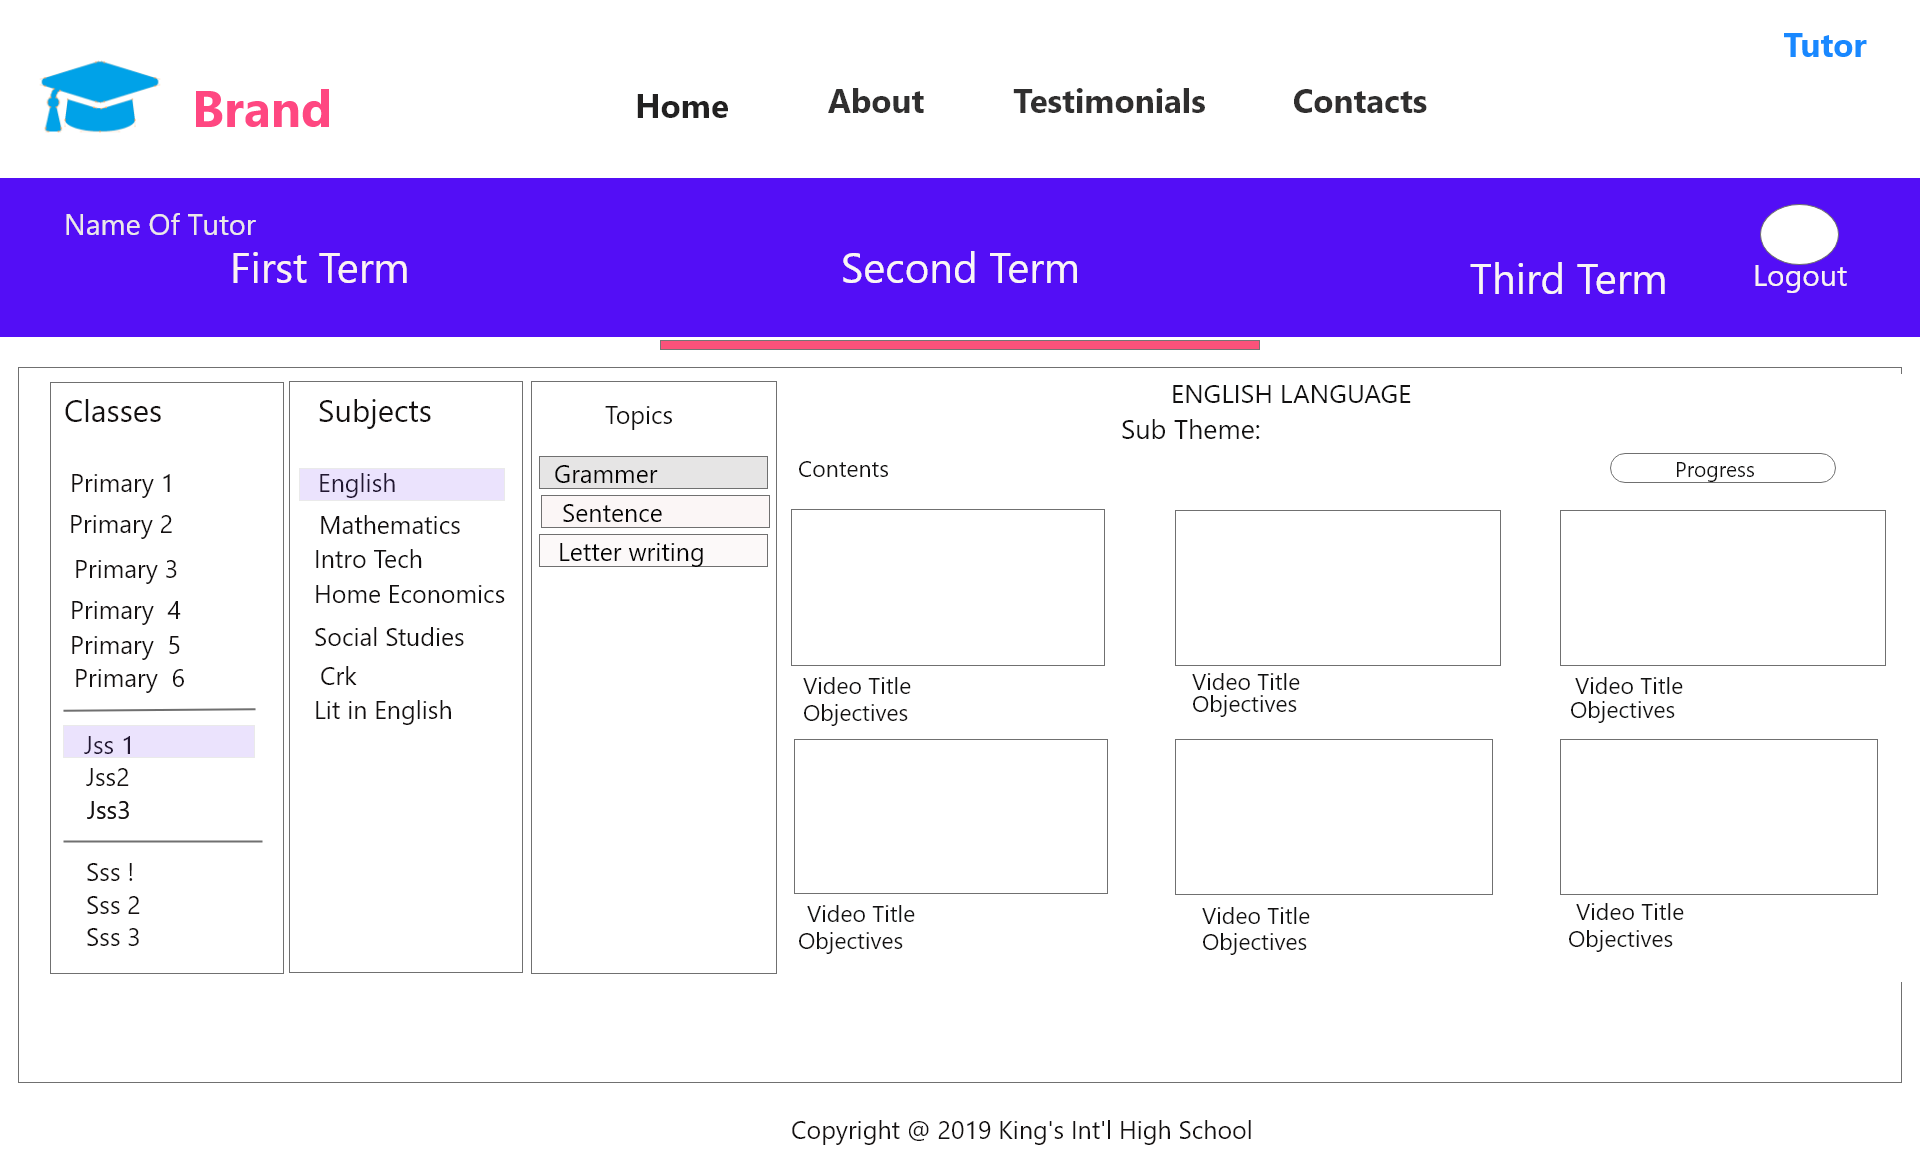 Tutor
Brand
Home
About
Testimonials
Contacts
Name Of Tutor
First Term
Second Term
Third Term
Logout
Classes
Primary 1
Primary 2
Primary 3
Primary  4
Primary  5
Primary  6
Jss 1
Jss2
Jss3
Sss !
Sss 2
Sss 3
Subjects
English
Mathematics
Intro Tech
Home Economics
Social Studies
Crk
Lit in English
Topics
Grammer
Sentence
Letter writing
ENGLISH LANGUAGE
Sub Theme:
Contents
Progress
Video Title
Objectives
Video Title
Objectives
Video Title
Objectives
Video Title
Objectives
Video Title
Objectives
Video Title
Objectives
Copyright @ 2019 King's Int'l High School